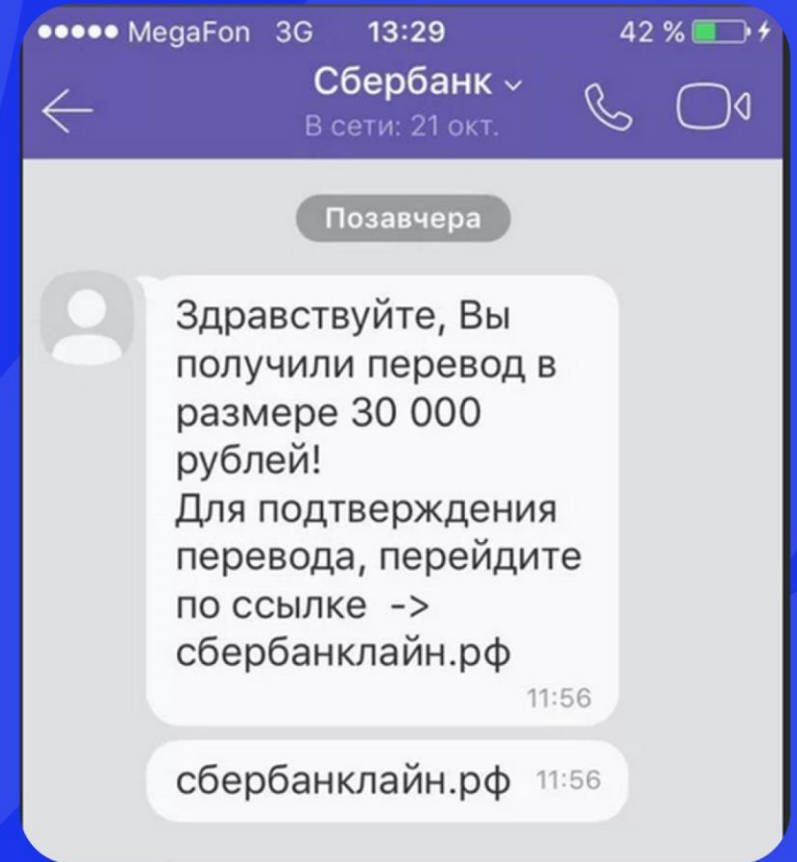 MegaFon 3G 13:29 42 %
Сбербанк
В сети: 21 окт.
Позавчера
Здравствуйте, Вы
получили перевод в
размере 30 000
рублей!
Для подтверждения
перевода, перейдите
по ссылке ->
сбербанклайн.рф
11:56
сбербанклайн.рф 11:56